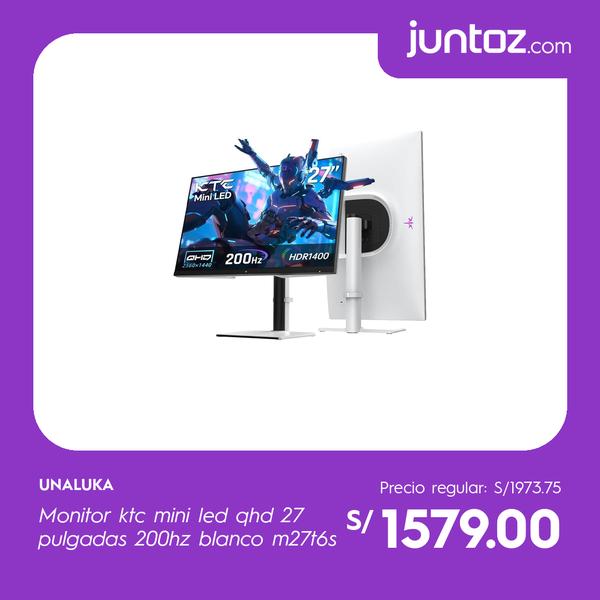 juntoz.com
KTC
Mini LED
27"
QHD
2560×1440
200Hz
HDR1400
UNALUKA
Monitor ktc mini led qhd 27
pulgadas 200hz blanco m27t6s
Precio regular: S/1973.75
S/1579.00